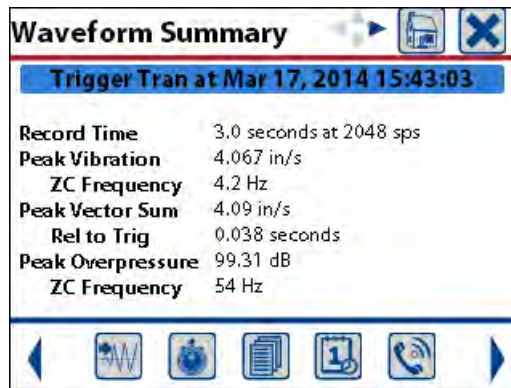 Waveform Summary
Trigger Tran at Mar 17, 2014 15:43:03
Record Time 3.0 seconds at 2048 sps
Peak Vibration 4.067 in/s
ZC Frequency 4.2 Hz
Peak Vector Sum 4.09 in/s
Rel to Trig 0.038 seconds
Peak Overpressure 99.31 dB
ZC Frequency 54 Hz
1